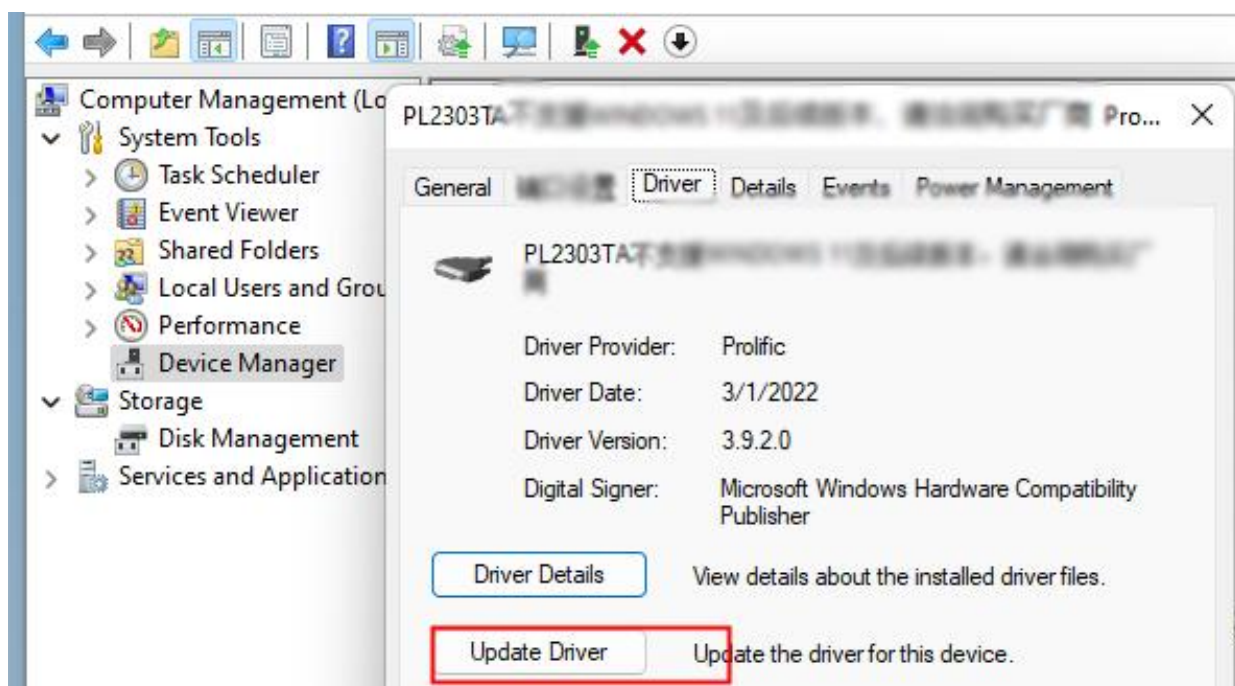 Computer Management (Lo
System Tools
Task Scheduler
Event Viewer
Shared Folders
Local Users and Grou
Performance
Device Manager
Storage
Disk Management
Services and Application
PL2303TA Pro...
General Driver Details Events Power Management
PL2303TA
Driver Provider: Prolific
Driver Date: 3/1/2022
Driver Version: 3.9.2.0
Digital Signer: Microsoft Windows Hardware Compatibility
Publisher
Driver Details View details about the installed driver files.
Update Driver Update the driver for this device.